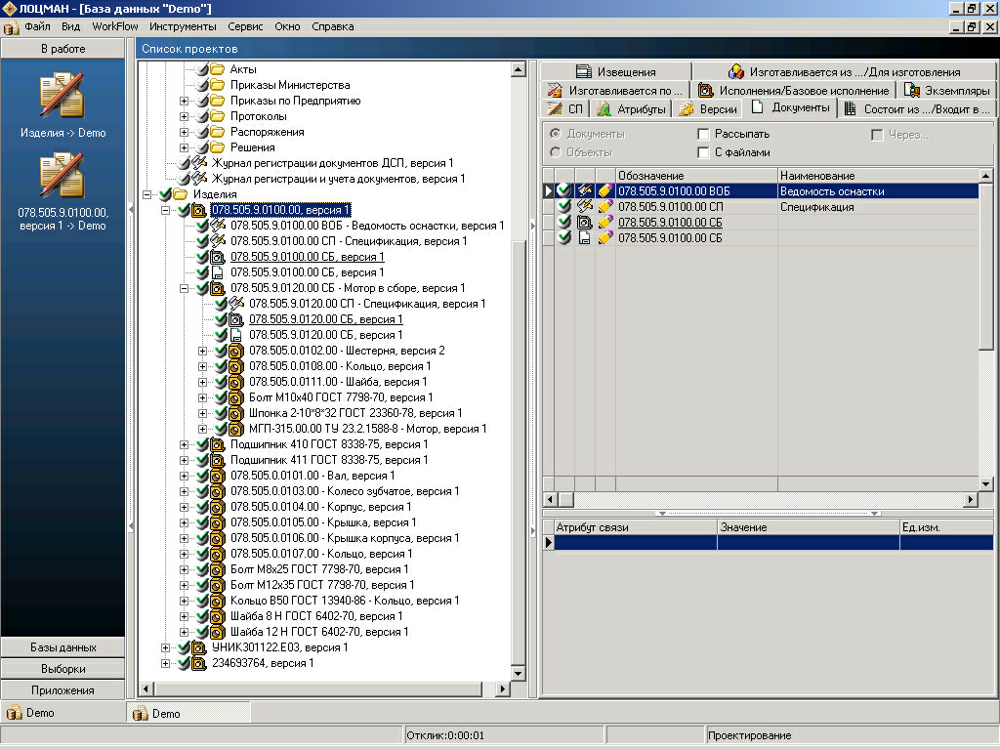 ЛОЦМАН - [База данных "Demo"]
Файл Вид WorkFlow Инструменты Сервис Окно Справка
В работе
Изделия -> Demo
078.505.9.0100.00,
версия 1 -> Demo
Базы данных
Выборки
Приложения
Список проектов
Акты
Приказы Министерства
Приказы по Предприятию
Протоколы
Распоряжения
Решения
Журнал регистрации документов ДСП, версия 1
Журнал регистрации и учета документов, версия 1
Изделия
078.505.9.0100.00, версия 1
078.505.9.0100.00 ВОБ - Ведомость оснастки, версия 1
078.505.9.0100.00 СП - Спецификация, версия 1
078.505.9.0100.00 СБ, версия 1
078.505.9.0100.00 СБ, версия 1
078.505.9.0120.00 СБ - Мотор в сборе, версия 1
078.505.9.0120.00 СП - Спецификация, версия 1
078.505.9.0120.00 СБ, версия 1
078.505.9.0120.00 СБ, версия 1
078.505.0.0102.00 - Шестерня, версия 2
078.505.0.0108.00 - Кольцо, версия 1
078.505.0.0111.00 - Шайба, версия 1
Болт М10х40 ГОСТ 7798-70, версия 1
Шпонка 2-10*8*32 ГОСТ 23360-78, версия 1
МГП-315.00.00 ТУ 23.2.1588-8 - Мотор, версия 1
Подшипник 410 ГОСТ 8338-75, версия 1
Подшипник 411 ГОСТ 8338-75, версия 1
078.505.0.0101.00 - Вал, версия 1
078.505.0.0103.00 - Колесо зубчатое, версия 1
078.505.0.0104.00 - Корпус, версия 1
078.505.0.0105.00 - Крышка, версия 1
078.505.0.0106.00 - Крышка корпуса, версия 1
078.505.0.0107.00 - Кольцо, версия 1
Болт М8х25 ГОСТ 7798-70, версия 1
Болт М12х35 ГОСТ 7798-70, версия 1
Кольцо В50 ГОСТ 13940-86 - Кольцо, версия 1
Шайба 8 Н ГОСТ 6402-70, версия 1
Шайба 12 Н ГОСТ 6402-70, версия 1
УНИК301122.Е03, версия 1
234693764, версия 1
Извещения Изготавливается из .../Для изготовления
Изготавливается по ... Исполнения/Базовое исполнение Экземпляры
СП Атрибуты Версии Документы Состоит из .../Входит в ...
Документы Рассыпать Через...
Объекты С файлами
Обозначение Наименование
078.505.9.0100.00 ВОБ Ведомость оснастки
078.505.9.0100.00 СП Спецификация
078.505.9.0100.00 СБ
078.505.9.0100.00 СБ
Атрибут связи Значение Ед.изм.
Demo Demo
Отклик:0:00:01 Проектирование